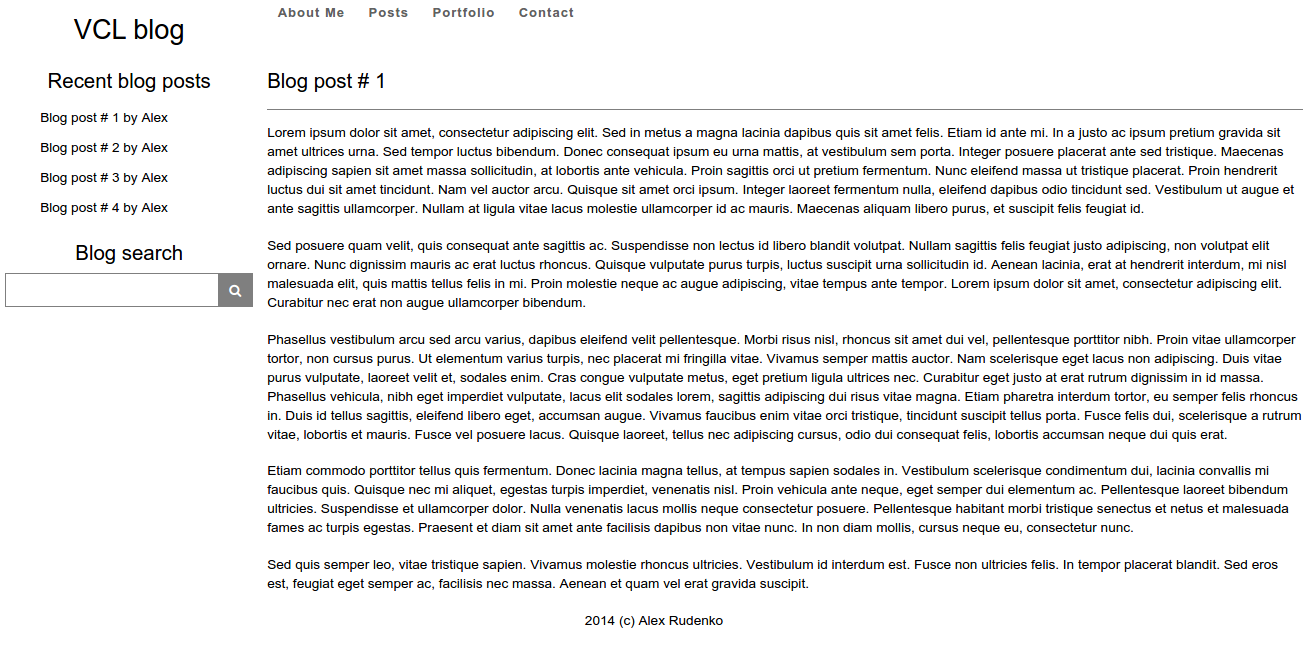 VCL blog
About Me Posts Portfolio Contact
Recent blog posts
Blog post # 1 by Alex
Blog post # 2 by Alex
Blog post # 3 by Alex
Blog post # 4 by Alex
Blog search
Blog post # 1
Lorem ipsum dolor sit amet, consectetur adipiscing elit. Sed in metus a magna lacinia dapibus quis sit amet felis. Etiam id ante mi. In a justo ac ipsum pretium gravida sit
amet ultrices urna. Sed tempor luctus bibendum. Donec consequat ipsum eu urna mattis, at vestibulum sem porta. Integer posuere placerat ante sed tristique. Maecenas
adipiscing sapien sit amet massa sollicitudin, at lobortis ante vehicula. Proin sagittis orci ut pretium fermentum. Nunc eleifend massa ut tristique placerat. Proin hendrerit
luctus dui sit amet tincidunt. Nam vel auctor arcu. Quisque sit amet orci ipsum. Integer laoreet fermentum nulla, eleifend dapibus odio tincidunt sed. Vestibulum ut augue et
ante sagittis ullamcorper. Nullam at ligula vitae lacus molestie ullamcorper id ac mauris. Maecenas aliquam libero purus, et suscipit felis feugiat id.
Sed posuere quam velit, quis consequat ante sagittis ac. Suspendisse non lectus id libero blandit volutpat. Nullam sagittis felis feugiat justo adipiscing, non volutpat elit
ornare. Nunc dignissim mauris ac erat luctus rhoncus. Quisque vulputate purus turpis, luctus suscipit urna sollicitudin id. Aenean lacinia, erat at hendrerit interdum, mi nisl
malesuada elit, quis mattis tellus felis in mi. Proin molestie neque ac augue adipiscing, vitae tempus ante tempor. Lorem ipsum dolor sit amet, consectetur adipiscing elit.
Curabitur nec erat non augue ullamcorper bibendum.
Phasellus vestibulum arcu sed arcu varius, dapibus eleifend velit pellentesque. Morbi risus nisl, rhoncus sit amet dui vel, pellentesque porttitor nibh. Proin vitae ullamcorper
tortor, non cursus purus. Ut elementum varius turpis, nec placerat mi fringilla vitae. Vivamus semper mattis auctor. Nam scelerisque eget lacus non adipiscing. Duis vitae
purus vulputate, laoreet velit et, sodales enim. Cras congue vulputate metus, eget pretium ligula ultrices nec. Curabitur eget justo at erat rutrum dignissim in id massa.
Phasellus vehicula, nibh eget imperdiet vulputate, lacus elit sodales lorem, sagittis adipiscing dui risus vitae magna. Etiam pharetra interdum tortor, eu semper felis rhoncus
in. Duis id tellus sagittis, eleifend libero eget, accumsan augue. Vivamus faucibus enim vitae orci tristique, tincidunt suscipit tellus porta. Fusce felis dui, scelerisque a rutrum
vitae, lobortis et mauris. Fusce vel posuere lacus. Quisque laoreet, tellus nec adipiscing cursus, odio dui consequat felis, lobortis accumsan neque dui quis erat.
Etiam commodo porttitor tellus quis fermentum. Donec lacinia magna tellus, at tempus sapien sodales in. Vestibulum scelerisque condimentum dui, lacinia convallis mi
faucibus quis. Quisque nec mi aliquet, egestas turpis imperdiet, venenatis nisl. Proin vehicula ante neque, eget semper dui elementum ac. Pellentesque laoreet bibendum
ultricies. Suspendisse et ullamcorper dolor. Nulla venenatis lacus mollis neque consectetur posuere. Pellentesque habitant morbi tristique senectus et netus et malesuada
fames ac turpis egestas. Praesent et diam sit amet ante facilisis dapibus non vitae nunc. In non diam mollis, cursus neque eu, consectetur nunc.
Sed quis semper leo, vitae tristique sapien. Vivamus molestie rhoncus ultricies. Vestibulum id interdum est. Fusce non ultricies felis. In tempor placerat blandit. Sed eros
est, feugiat eget semper ac, facilisis nec massa. Aenean et quam vel erat gravida suscipit.
2014 (c) Alex Rudenko